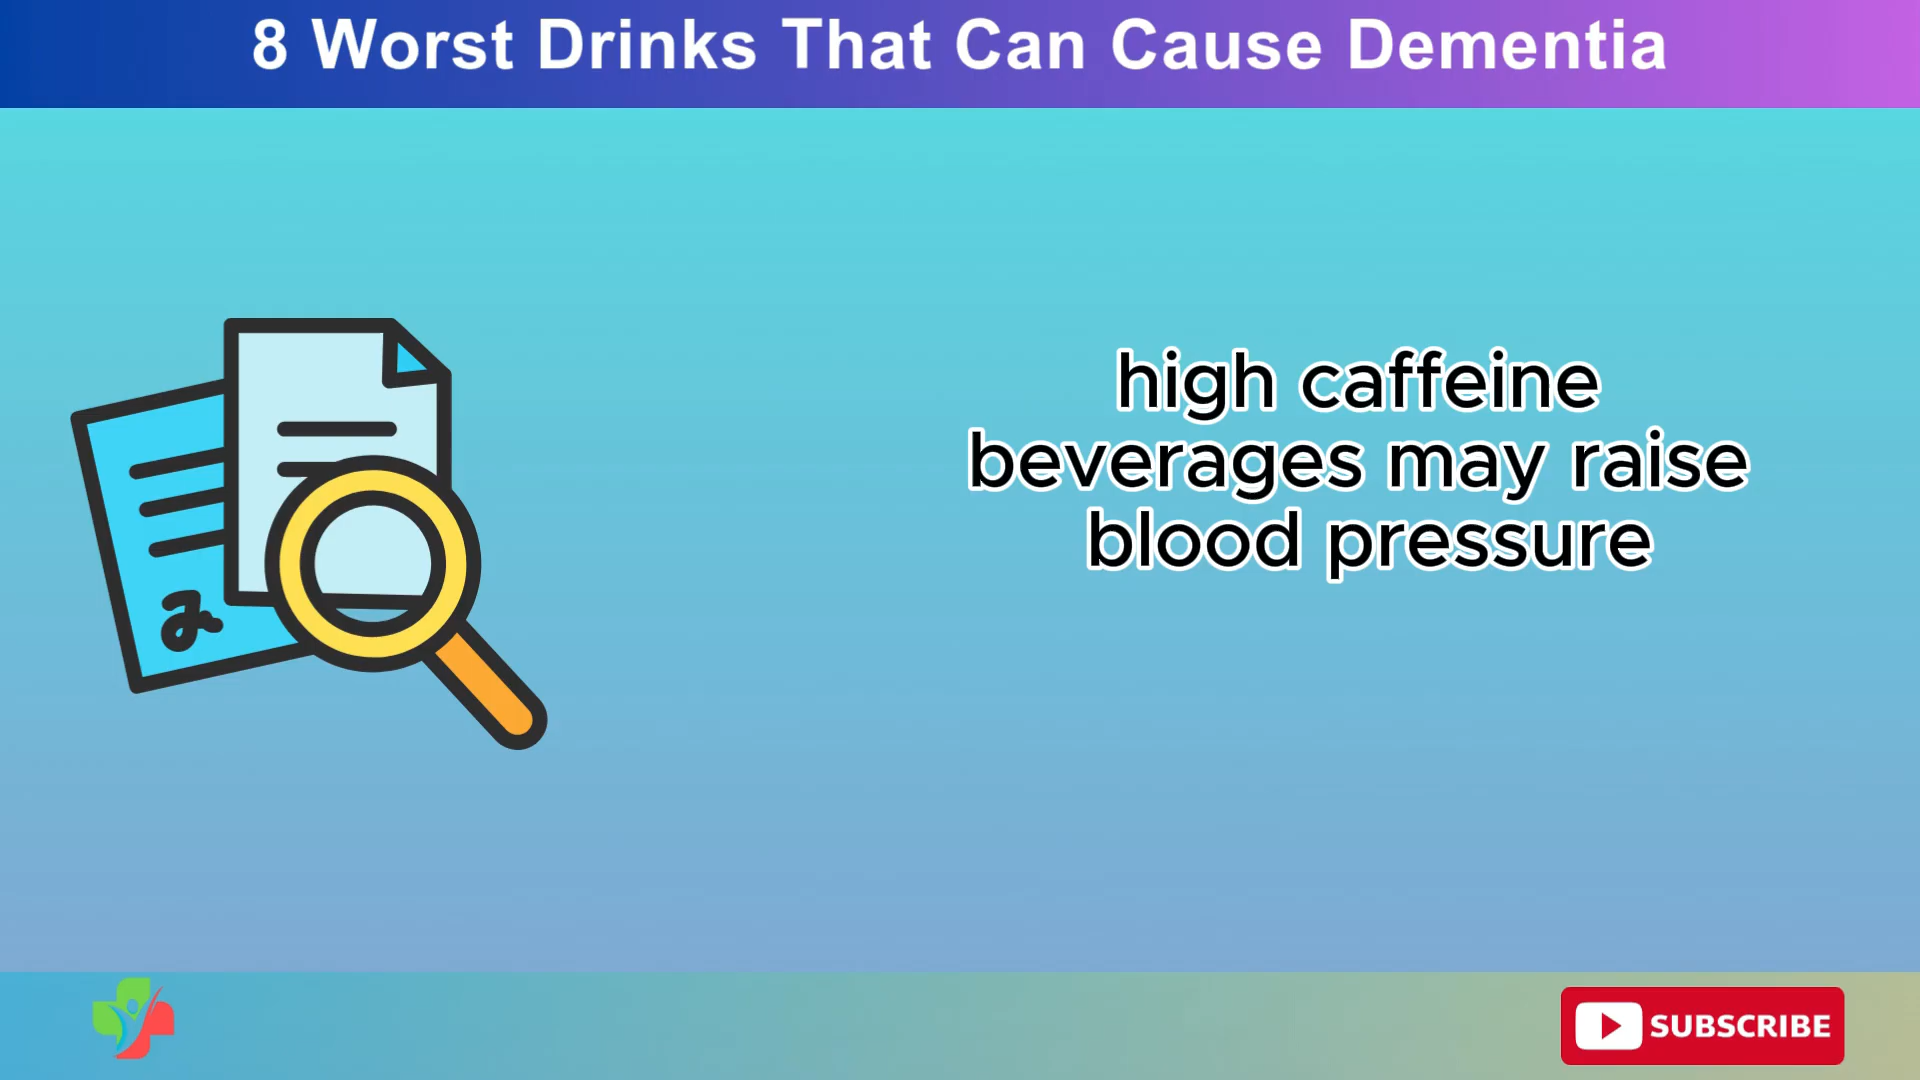 8 Worst Drinks That Can Cause Dementia
high caffeine
beverages may raise
blood pressure
SUBSCRIBE